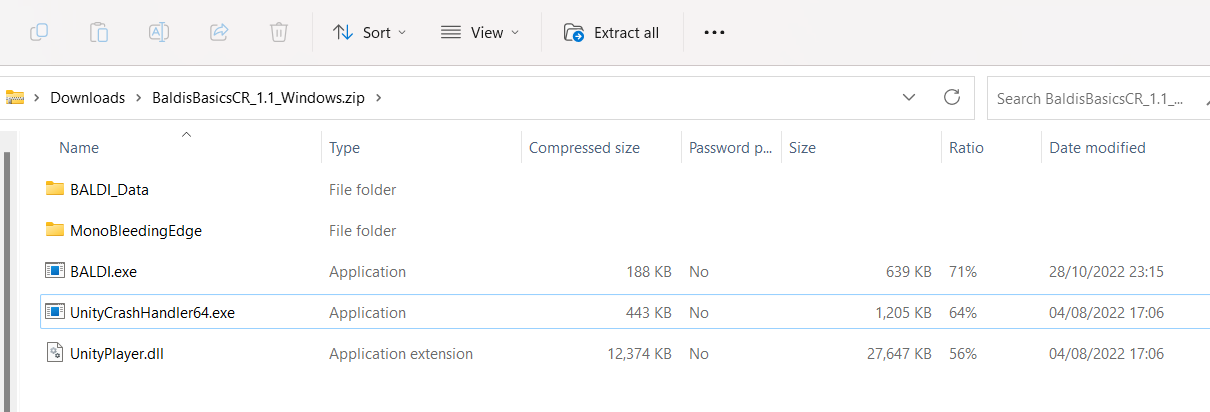 Sort View Extract all
Downloads BaldisBasicsCR_1.1_Windows.zip Search BaldisBasicsCR_1.1_...
Name Type Compressed size Password p... Size Ratio Date modified
BALDI_Data File folder
MonoBleedingEdge File folder
BALDI.exe Application 188 KB No 639 KB 71% 28/10/2022 23:15
UnityCrashHandler64.exe Application 443 KB No 1,205 KB 64% 04/08/2022 17:06
UnityPlayer.dll Application extension 12,374 KB No 27,647 KB 56% 04/08/2022 17:06